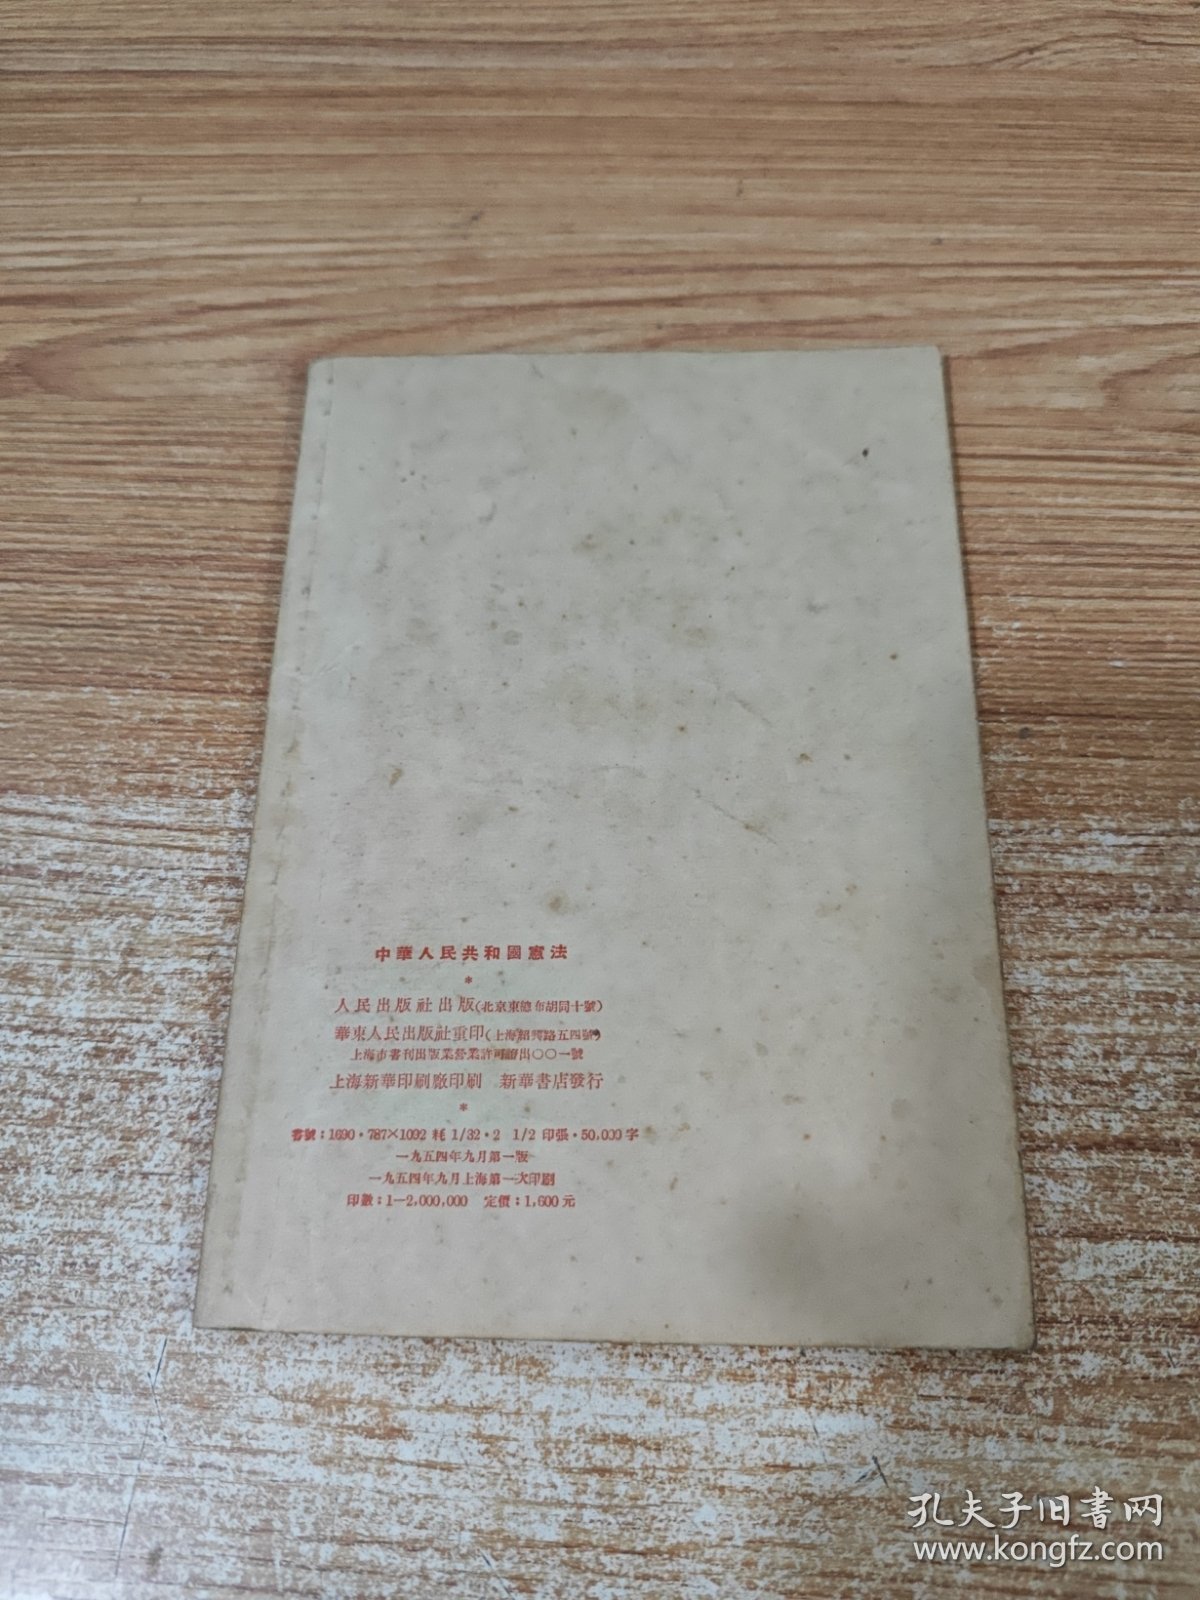 中華人民共和國憲法
*
人民出版社出版(北京東總布胡同十號)
華東人民出版社重印(上海紹興路五四號)
上海市書刊出版業營業許可證出〇〇一號
上海新華印刷廠印刷 新華書店發行
*
書號:1690·787×1092 耗 1/32·2 1/2 印張·50,000字
一九五四年九月第一版
一九五四年九月上海第一次印刷
印數:1—2,000,000 定價:1,600元
孔夫子旧書网
www.kongfz.com